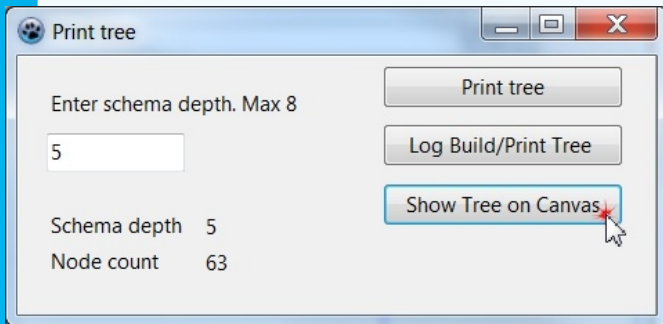 Print tree
Enter schema depth. Max 8
5
Print tree
Log Build/Print Tree
Show Tree on Canvas
Schema depth 5
Node count 63